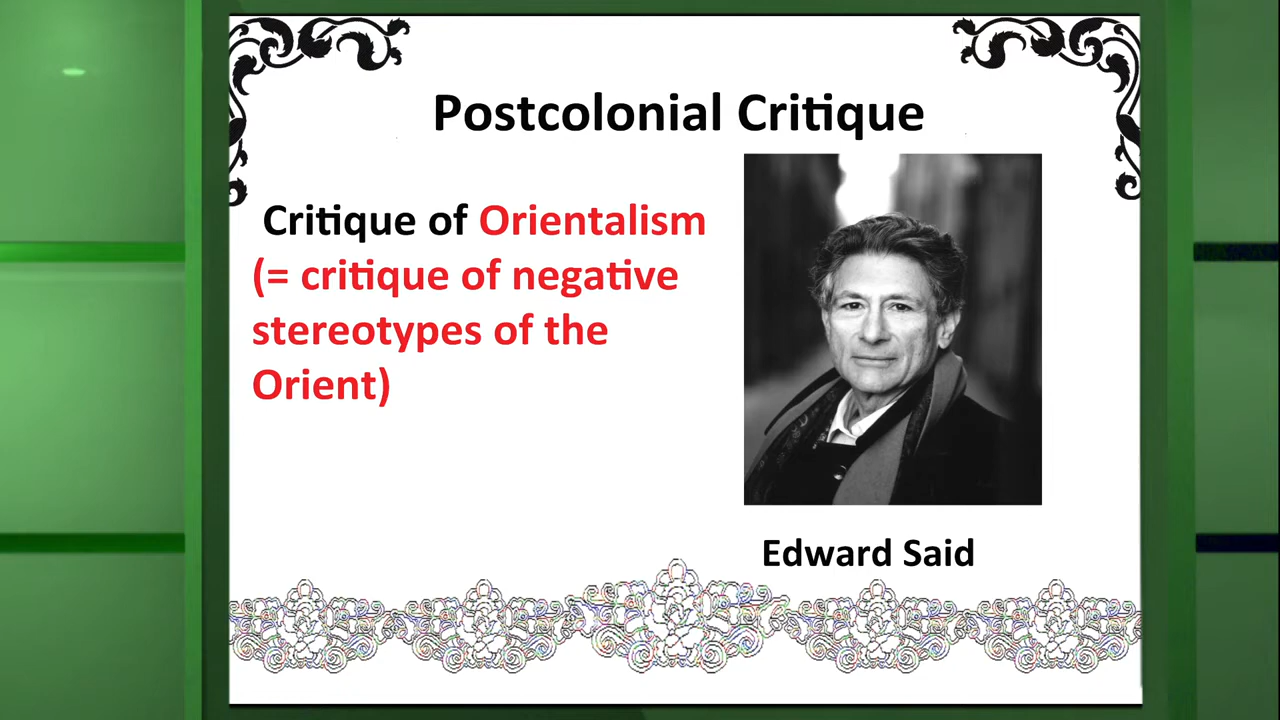 Postcolonial Critique
Critique of Orientalism
(= critique of negative
stereotypes of the
Orient)
Edward Said